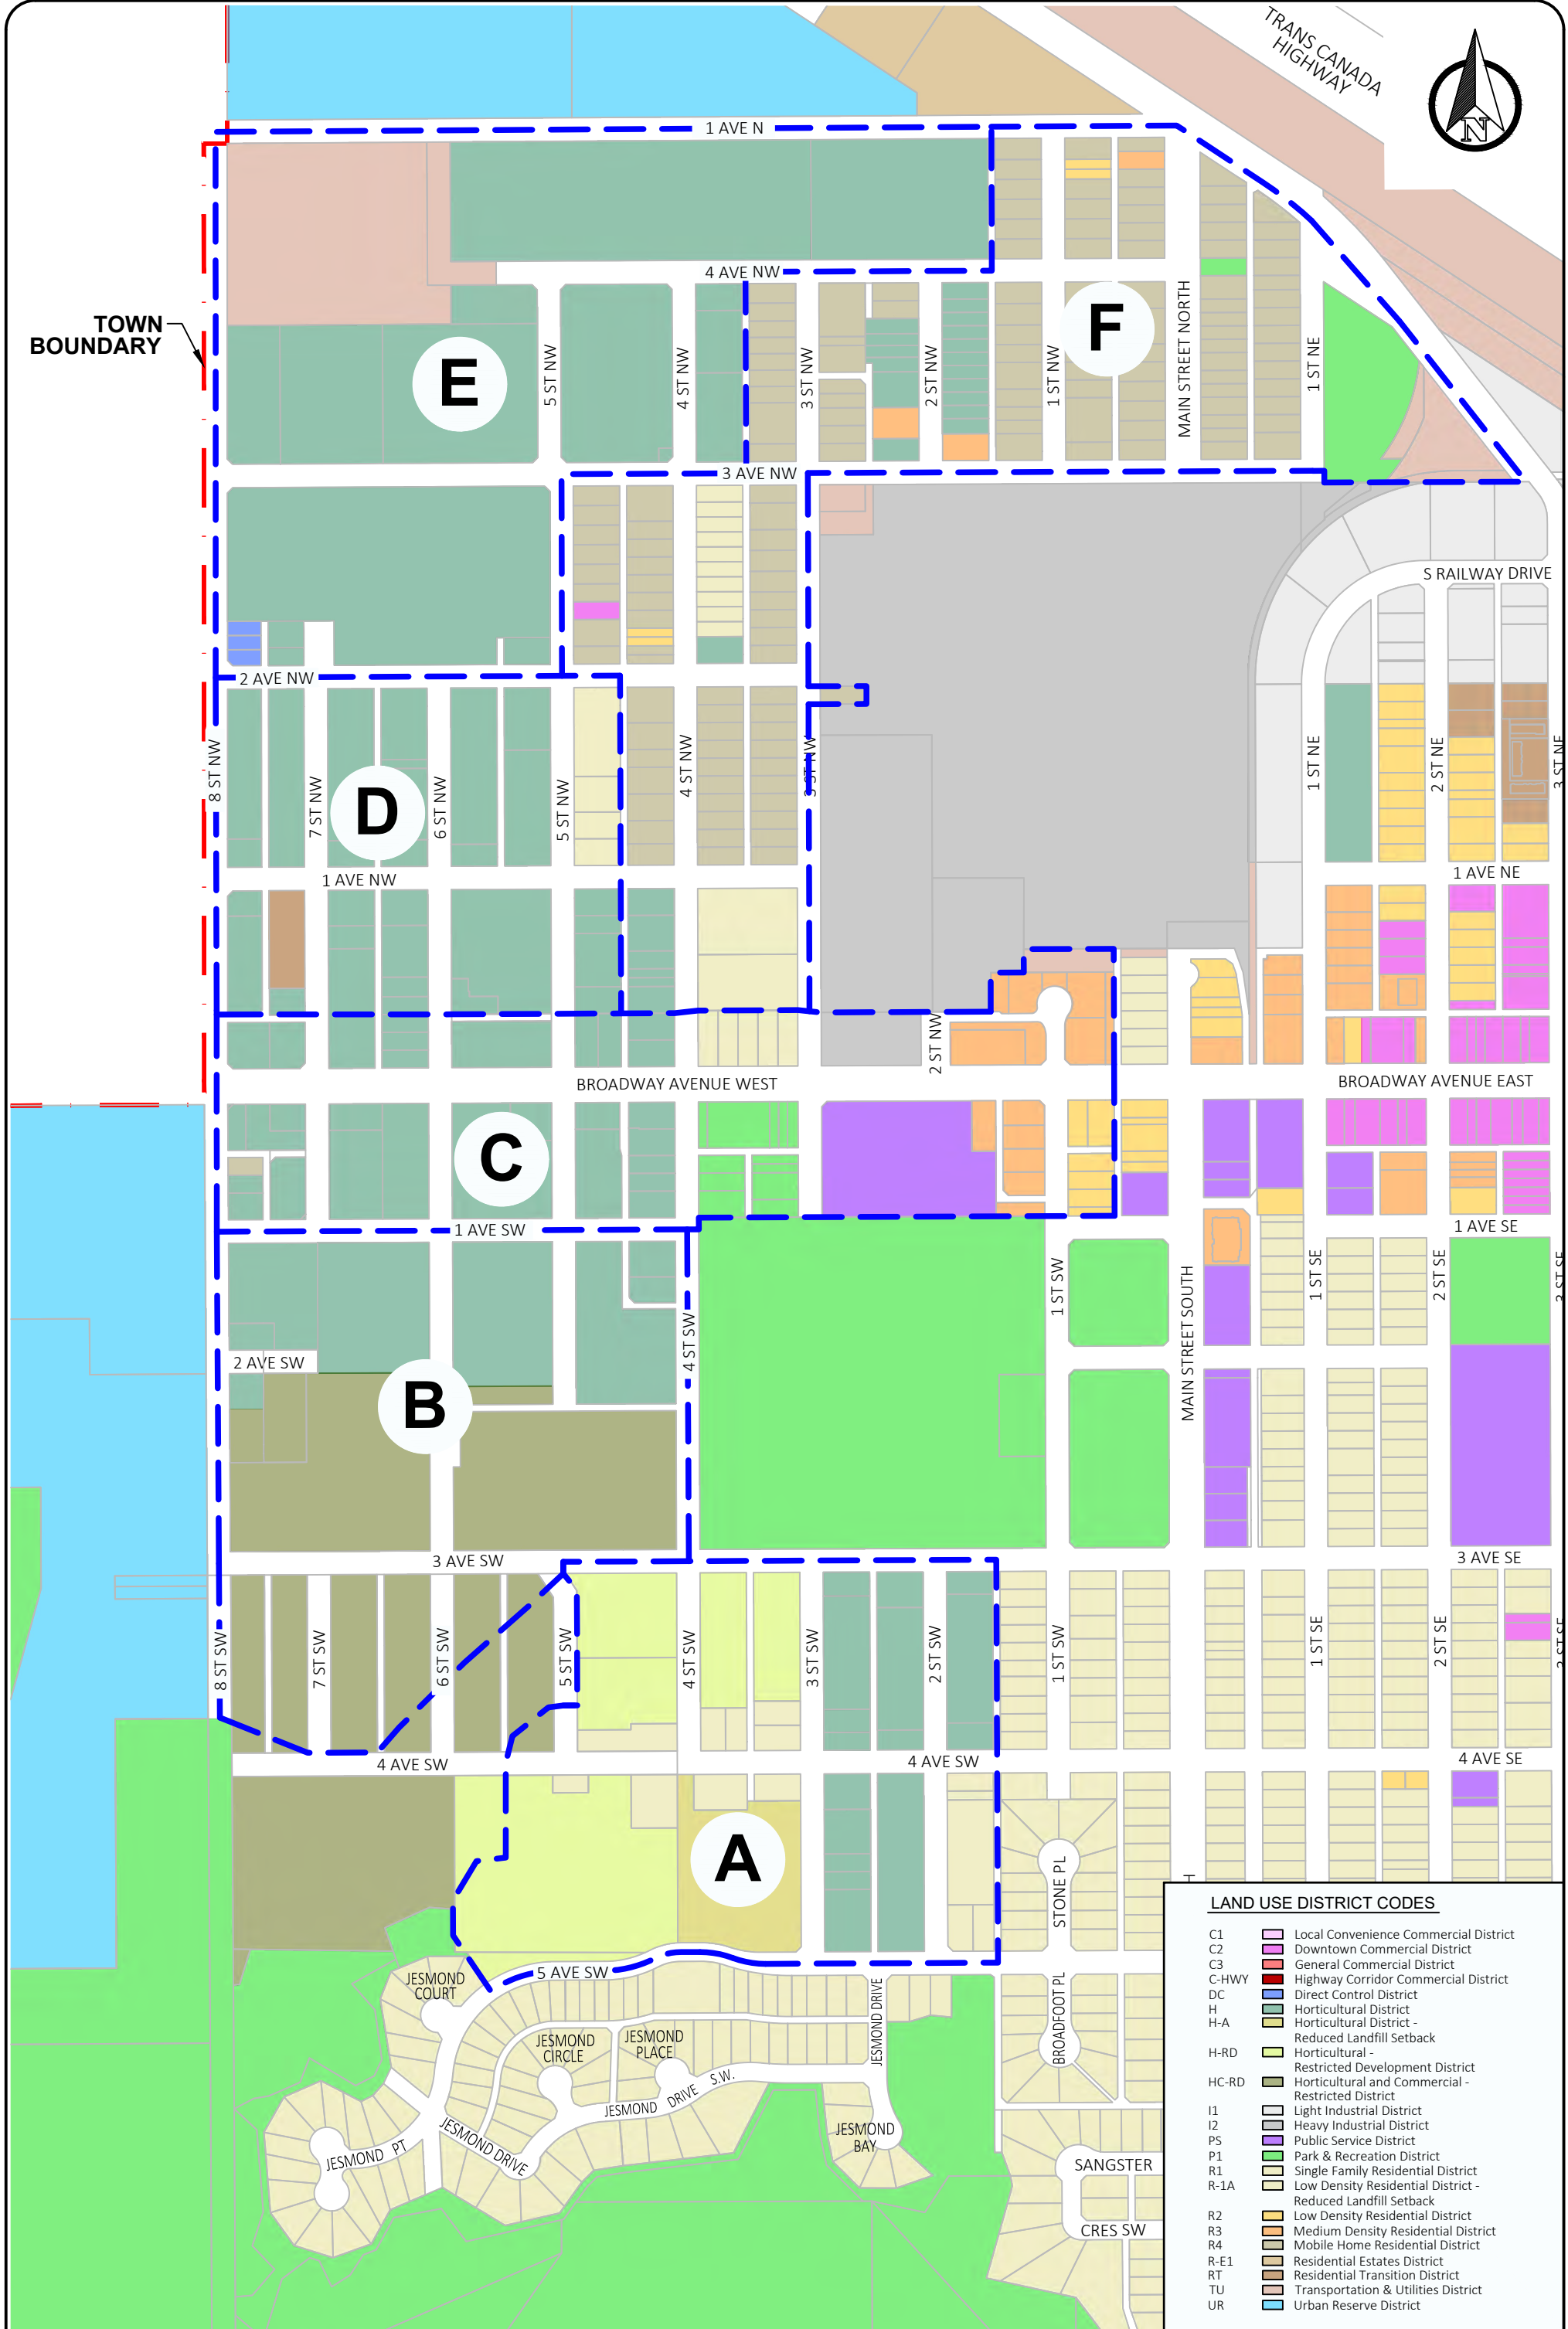 TRANS CANADA
HIGHWAY
N
1 AVE N
4 AVE NW
TOWN
BOUNDARY
E
F
5 ST NW
4 ST NW
3 ST NW
2 ST NW
1 ST NW
MAIN STREET NORTH
1 ST NE
3 AVE NW
S RAILWAY DRIVE
2 AVE NW
8 ST NW
7 ST NW
D
6 ST NW
5 ST NW
4 ST NW
3 ST NW
1 ST NE
2 ST NE
3 ST NE
1 AVE NW
1 AVE NE
2 ST NW
BROADWAY AVENUE WEST
BROADWAY AVENUE EAST
C
1 AVE SW
1 AVE SE
4 ST SW
1 ST SW
MAIN STREET SOUTH
1 ST SE
2 ST SE
3 ST SE
2 AVE SW
B
3 AVE SW
3 AVE SE
8 ST SW
7 ST SW
6 ST SW
5 ST SW
4 ST SW
3 ST SW
2 ST SW
1 ST SW
1 ST SE
2 ST SE
3 ST SE
4 AVE SW
4 AVE SW
4 AVE SE
A
STONE PL
H
5 AVE SW
JESMOND
COURT
JESMOND
CIRCLE
JESMOND
PLACE
JESMOND DRIVE
BROADFOOT PL
JESMOND DRIVE S.W.
JESMOND PT
JESMOND DRIVE
JESMOND
BAY
SANGSTER
CRES SW
LAND USE DISTRICT CODES
C1 Local Convenience Commercial District
C2 Downtown Commercial District
C3 General Commercial District
C-HWY Highway Corridor Commercial District
DC Direct Control District
H Horticultural District
H-A Horticultural District -
Reduced Landfill Setback
H-RD Horticultural -
Restricted Development District
HC-RD Horticultural and Commercial -
Restricted District
I1 Light Industrial District
I2 Heavy Industrial District
PS Public Service District
P1 Park & Recreation District
R1 Single Family Residential District
R-1A Low Density Residential District -
Reduced Landfill Setback
R2 Low Density Residential District
R3 Medium Density Residential District
R4 Mobile Home Residential District
R-E1 Residential Estates District
RT Residential Transition District
TU Transportation & Utilities District
UR Urban Reserve District